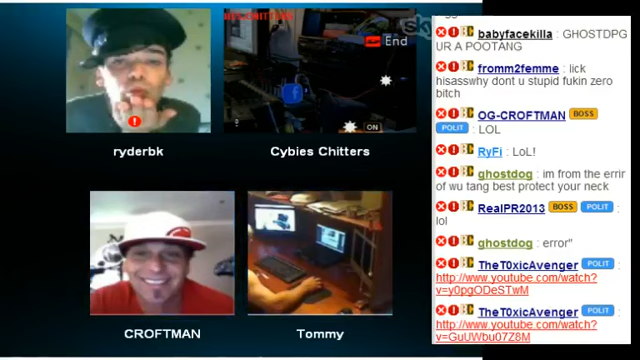 End
ON
ryderbk
Cybies Chitters
CROFTMAN
Tommy
babyfacekilla : GHOSTDPG
UR A POOTANG
fromm2femme : lick
hisasswhy dont u stupid fukin zero
bitch
OG-CROFTMAN BOSS
POLIT : LOL
RyFi : LoL!
ghostdog : im from the errir
of wu tang best protect your neck
RealPR2013 BOSS POLIT :
lol
ghostdog : error"
TheT0xicAvenger POLIT :
http://www.youtube.com/watch?
v=y0pgODeSTwM
TheT0xicAvenger POLIT :
http://www.youtube.com/watch?
v=GuUWbu07Z8M